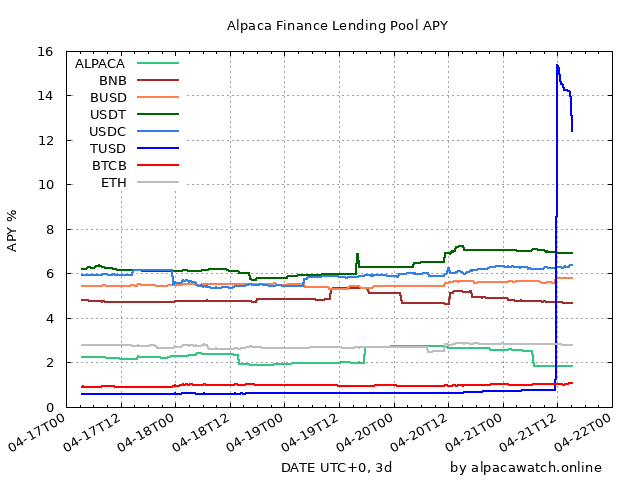 Alpaca Finance Lending Pool APY
16
14
12
10
8
6
4
2
0
APY %
ALPACA
BNB
BUSD
USDT
USDC
TUSD
BTCB
ETH
04-17T00
04-17T12
04-18T00
04-18T12
04-19T00
04-19T12
04-20T00
04-20T12
04-21T00
04-21T12
04-22T00
DATE UTC+0, 3d
by alpacawatch.online